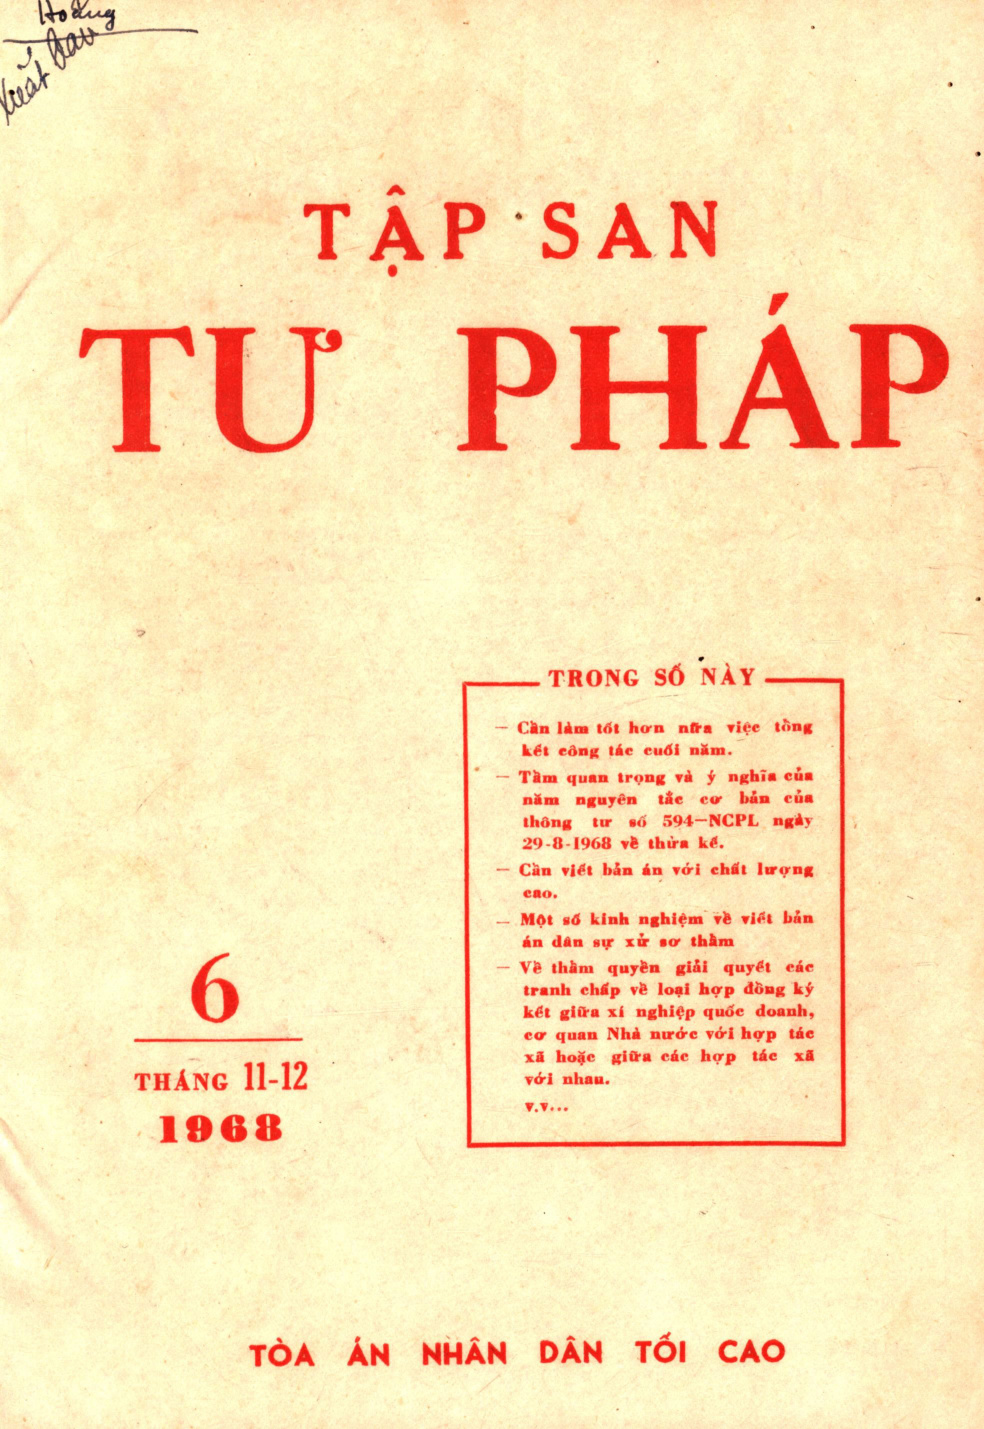 Hoàng
TẬP SAN
TƯ PHÁP
TRONG SỐ NÀY
— Cần làm tốt hơn nữa việc tổng
kết công tác cuối năm.
— Tầm quan trọng và ý nghĩa của
năm nguyên tắc cơ bản của
thông tư số 594—NCPL ngày
29-8-1968 về thừa kế.
— Cần viết bản án với chất lượng
cao.
— Một số kinh nghiệm về viết bản
án dân sự xử sơ thẩm
— Về thẩm quyền giải quyết các
tranh chấp về loại hợp đồng ký
kết giữa xí nghiệp quốc doanh,
cơ quan Nhà nước với hợp tác
xã hoặc giữa các hợp tác xã
với nhau.
v.v...
6
THÁNG 11-12
1968
TÒA ÁN NHÂN DÂN TỐI CAO